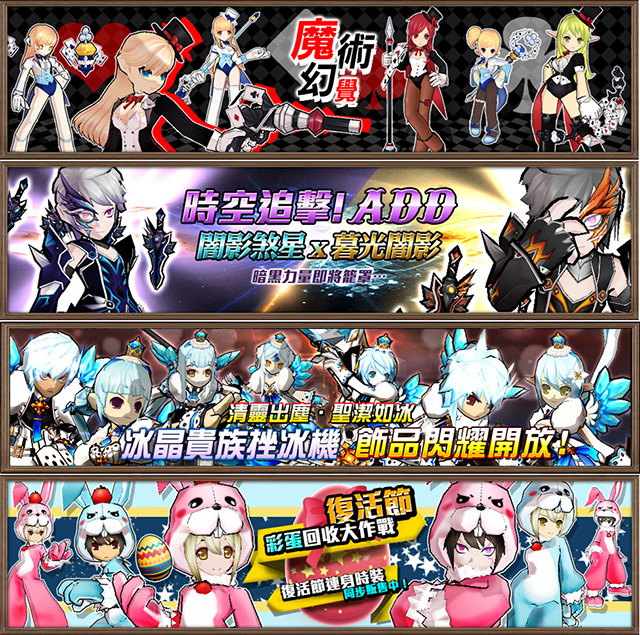 魔術
幻覺
時空追擊! ADD
闇影煞星 x 暮光闇影
暗黑力量即將籠罩…
清靈出塵・聖潔如冰
冰晶貴族挫冰機 飾品閃耀開放!
復活節
彩蛋回收大作戰
復活節連身時裝
同步販售中!